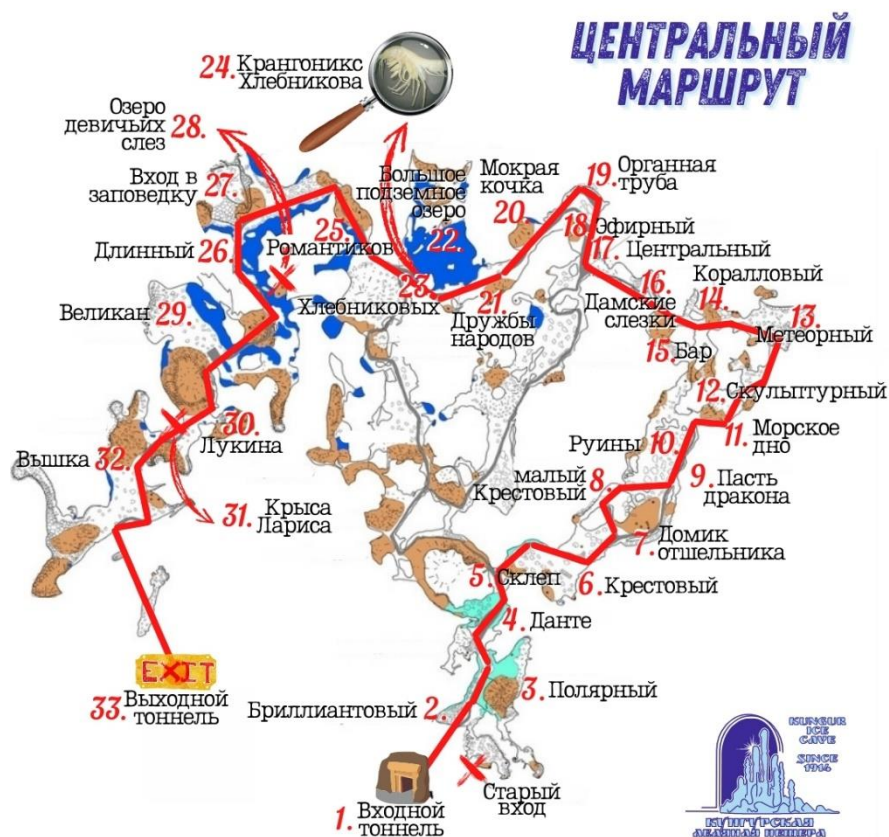 ЦЕНТРАЛЬНЫЙ
МАРШРУТ
24. Крангоникс
Хлебникова
Озеро
девичьих 28.
слез
Вход в
заповедку
27.
Длинный 26.
Романтиков
25.
Большое
подземное
озеро
22.
Мокрая
кочка
20.
19. Органная
труба
18. Эфирный
17. Центральный
16.
Дамские
слезки
Коралловый
14.
13.
Метеорный
15. Бар
12. Скульптурный
11. Морское
дно
Руины
10.
9. Пасть
дракона
малый
Крестовый 8.
7. Домик
отшельника
6. Крестовый
5. Склеп
4. Данте
3. Полярный
Бриллиантовый 2.
Старый
вход
1. Входной
тоннель
Хлебниковых 23.
21.
Дружбы
народов
Великан 29.
30.
Лукина
Вышка 32.
31. Крыса
Лариса
EXIT
33. Выходной
тоннель
KUNGUR
ICE
CAVE
SINCE
1914
КУНГУРСКАЯ
ЛЕДЯНАЯ ПЕЩЕРА